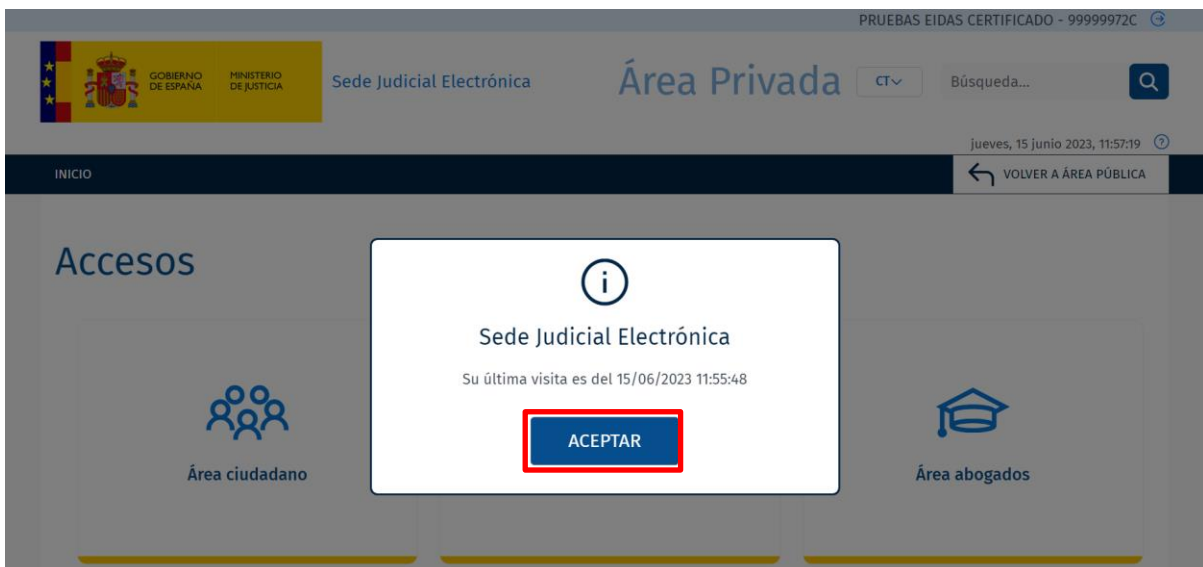 PRUEBAS EIDAS CERTIFICADO - 99999972C
GOBIERNO
DE ESPAÑA
MINISTERIO
DE JUSTICIA
Sede Judicial Electrónica
Área Privada
CT
Búsqueda...
jueves, 15 junio 2023, 11:57:19
INICIO
VOLVER A ÁREA PÚBLICA
Accesos
Sede Judicial Electrónica
Su última visita es del 15/06/2023 11:55:48
ACEPTAR
Área ciudadano
Área abogados